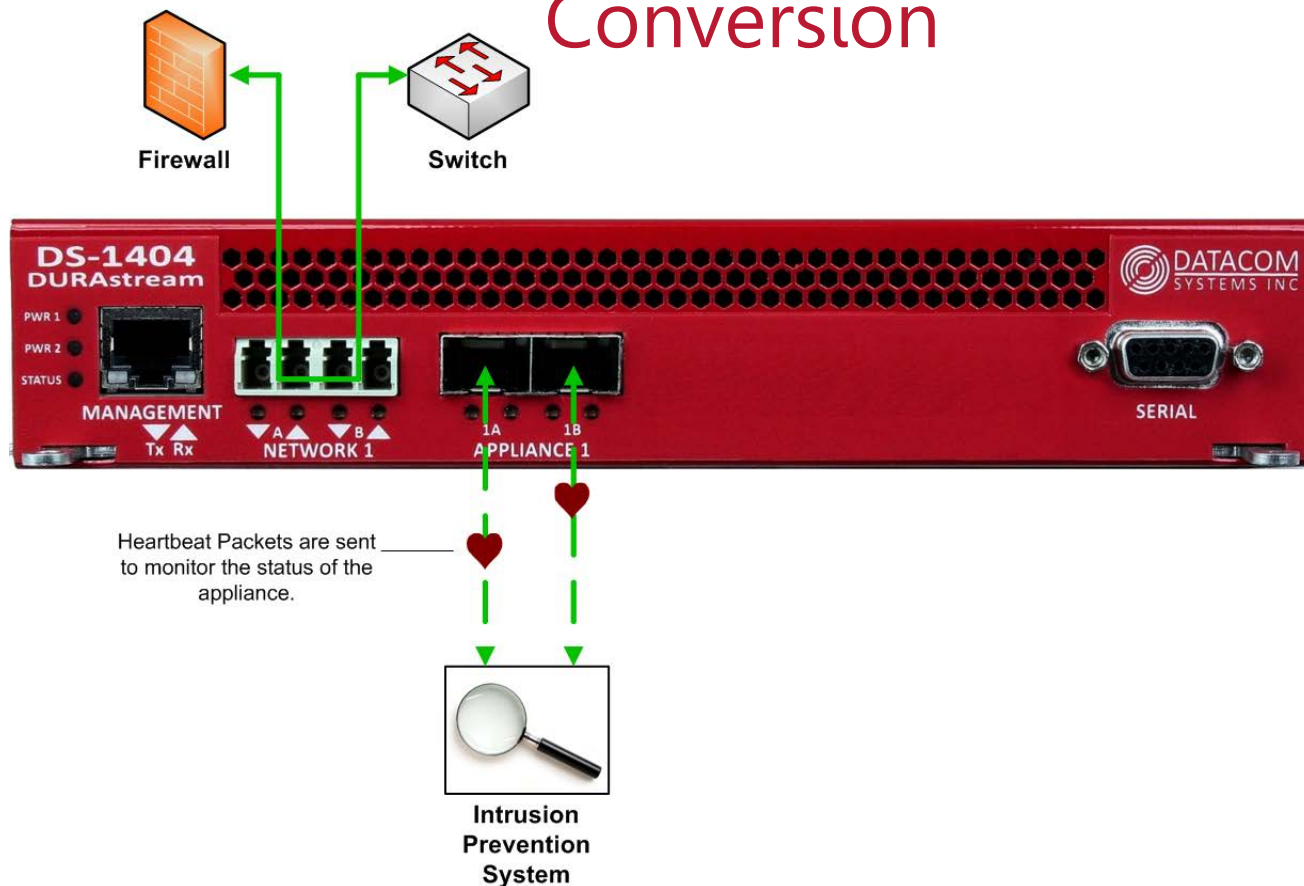 Conversion
Firewall
Switch
DS-1404
DURAstream
DATACOM
SYSTEMS INC
PWR 1
PWR 2
STATUS
MANAGEMENT
Tx Rx
A B
NETWORK 1
1A 1B
APPLIANCE 1
SERIAL
Heartbeat Packets are sent
to monitor the status of the
appliance.
Intrusion
Prevention
System